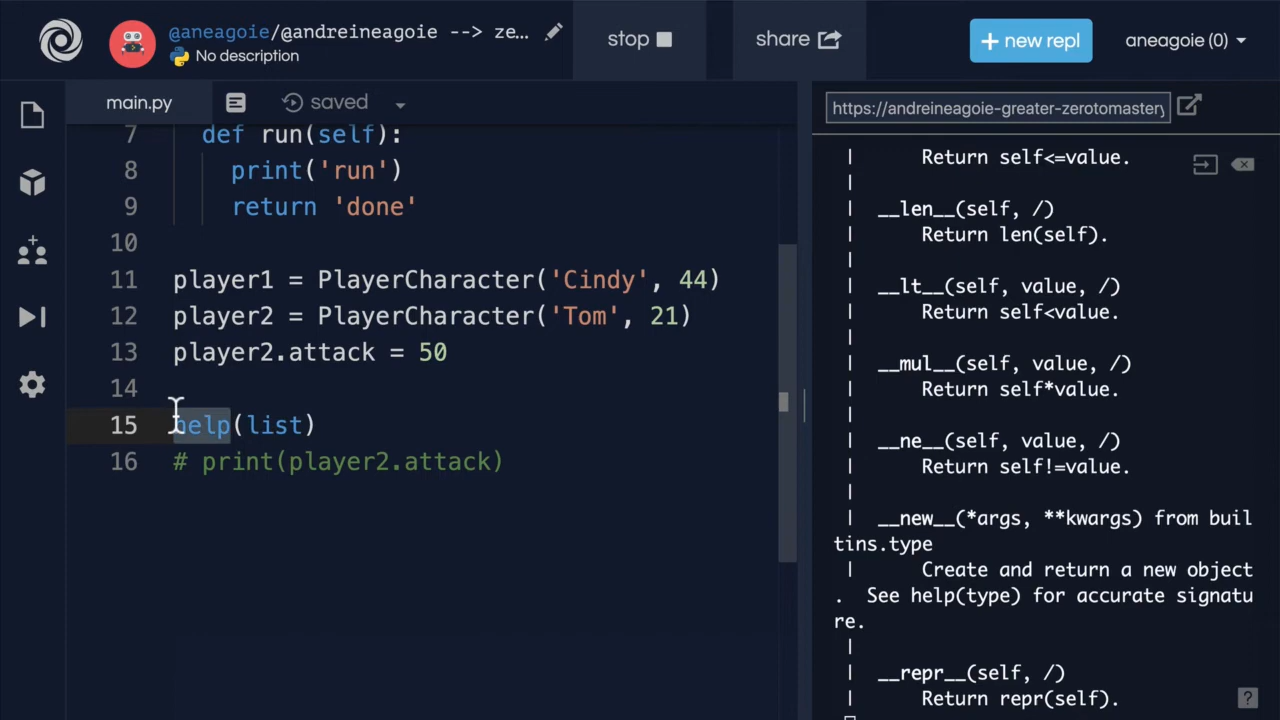 @aneagoie/@andreineagoie --> ze...
No description
stop
share
+ new repl
aneagoie (0)
main.py
saved
https://andreineagoie-greater-zerotomastery
7 def run(self):
8 print('run')
9 return 'done'
10
11 player1 = PlayerCharacter('Cindy', 44)
12 player2 = PlayerCharacter('Tom', 21)
13 player2.attack = 50
14
15 help(list)
16 # print(player2.attack)
| Return self<=value.
|
| __len__(self, /)
| Return len(self).
|
| __lt__(self, value, /)
| Return self<value.
|
| __mul__(self, value, /)
| Return self*value.
|
| __ne__(self, value, /)
| Return self!=value.
|
| __new__(*args, **kwargs) from buil
tins.type
| Create and return a new object
. See help(type) for accurate signatu
re.
|
| __repr__(self, /)
| Return repr(self).
?